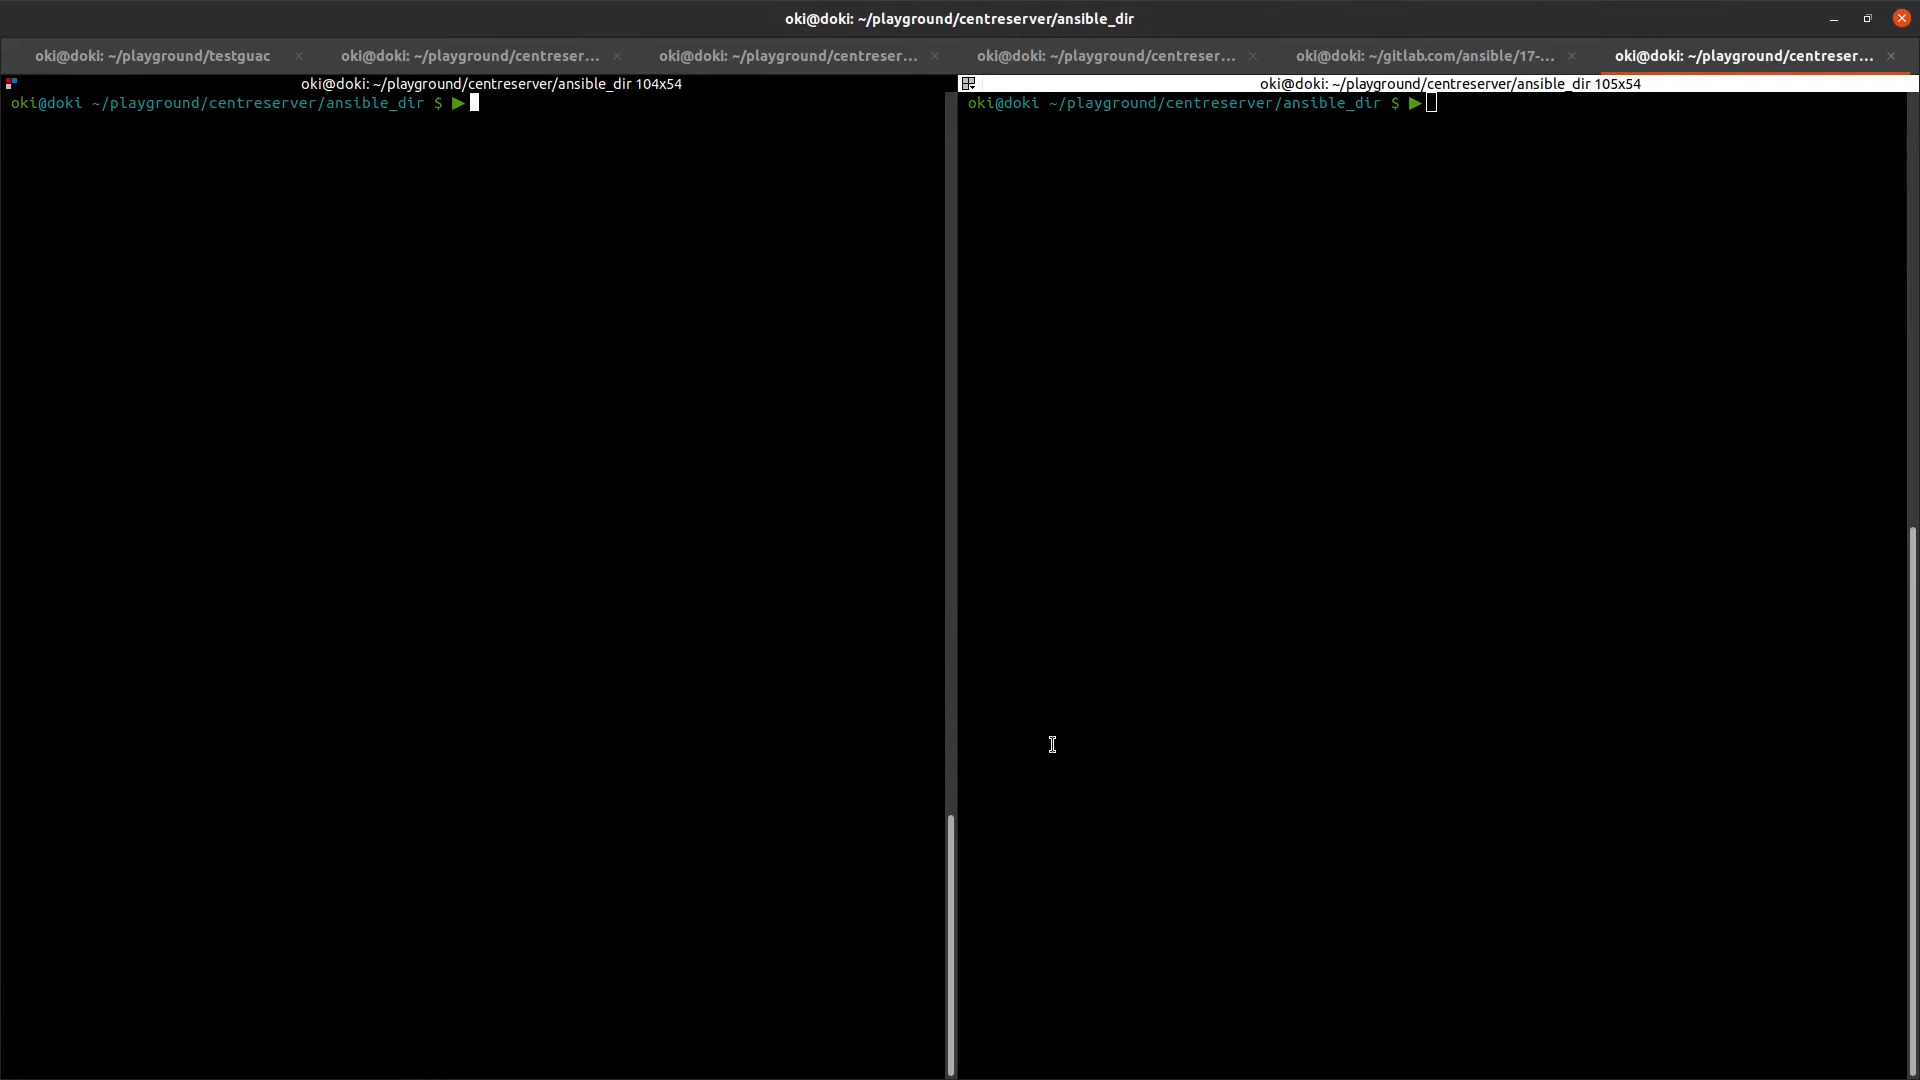 oki@doki: ~/playground/centreserver/ansible_dir
oki@doki: ~/playground/testguac
oki@doki: ~/playground/centreser...
oki@doki: ~/playground/centreser...
oki@doki: ~/playground/centreser...
oki@doki: ~/gitlab.com/ansible/17-...
oki@doki: ~/playground/centreser...
oki@doki: ~/playground/centreserver/ansible_dir 104x54
oki@doki ~/playground/centreserver/ansible_dir $ ▶
oki@doki: ~/playground/centreserver/ansible_dir 105x54
oki@doki ~/playground/centreserver/ansible_dir $ ▶